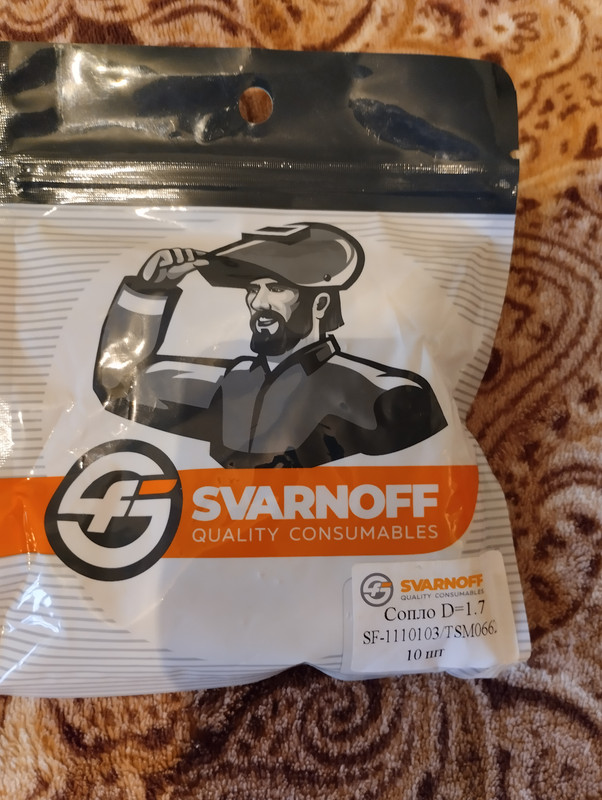 SVARNOFF
QUALITY CONSUMABLES
SVARNOFF
QUALITY CONSUMABLES
Сопло D=1.7
SF-1110103/TSM066
10 шт